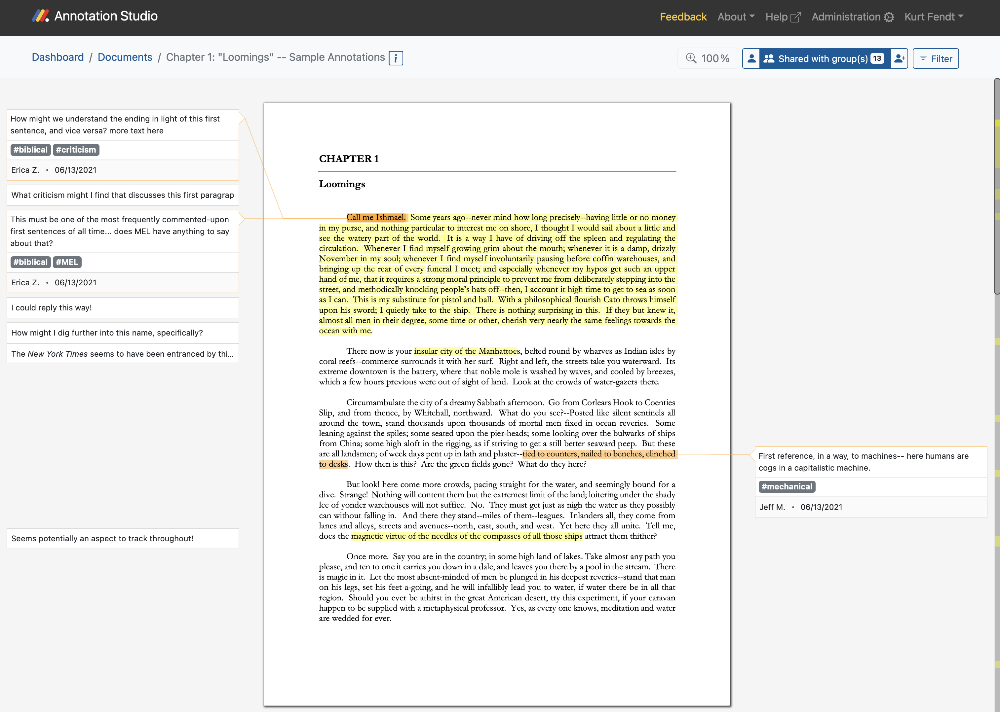 Annotation Studio
Feedback About Help Administration Kurt Fendt
Dashboard / Documents / Chapter 1: "Loomings" -- Sample Annotations i
100% Shared with group(s) 13 Filter
How might we understand the ending in light of this first
sentence, and vice versa? more text here
#biblical #criticism
Erica Z. • 06/13/2021
What criticism might I find that discusses this first paragrap
This must be one of the most frequently commented-upon
first sentences of all time... does MEL have anything to say
about that?
#biblical #MEL
Erica Z. • 06/13/2021
I could reply this way!
How might I dig further into this name, specifically?
The New York Times seems to have been entranced by thi...
Seems potentially an aspect to track throughout!
CHAPTER 1
Loomings
Call me Ishmael. Some years ago--never mind how long precisely--having little or no money
in my purse, and nothing particular to interest me on shore, I thought I would sail about a little and
see the watery part of the world. It is a way I have of driving off the spleen and regulating the
circulation. Whenever I find myself growing grim about the mouth; whenever it is a damp, drizzly
November in my soul; whenever I find myself involuntarily pausing before coffin warehouses, and
bringing up the rear of every funeral I meet; and especially whenever my hypos get such an upper
hand of me, that it requires a strong moral principle to prevent me from deliberately stepping into the
street, and methodically knocking people's hats off--then, I account it high time to get to sea as soon
as I can. This is my substitute for pistol and ball. With a philosophical flourish Cato throws himself
upon his sword; I quietly take to the ship. There is nothing surprising in this. If they but knew it,
almost all men in their degree, some time or other, cherish very nearly the same feelings towards the
ocean with me.
There now is your insular city of the Manhattoes, belted round by wharves as Indian isles by
coral reefs--commerce surrounds it with her surf. Right and left, the streets take you waterward. Its
extreme downtown is the battery, where that noble mole is washed by waves, and cooled by breezes,
which a few hours previous were out of sight of land. Look at the crowds of water-gazers there.
Circumambulate the city of a dreamy Sabbath afternoon. Go from Corlears Hook to Coenties
Slip, and from thence, by Whitehall, northward. What do you see?--Posted like silent sentinels all
around the town, stand thousands upon thousands of mortal men fixed in ocean reveries. Some
leaning against the spiles; some seated upon the pier-heads; some looking over the bulwarks of ships
from China; some high aloft in the rigging, as if striving to get a still better seaward peep. But these
are all landsmen; of week days pent up in lath and plaster--tied to counters, nailed to benches, clinched
to desks. How then is this? Are the green fields gone? What do they here?
But look! here come more crowds, pacing straight for the water, and seemingly bound for a
dive. Strange! Nothing will content them but the extremest limit of the land; loitering under the shady
lee of yonder warehouses will not suffice. No. They must get just as nigh the water as they possibly
can without falling in. And there they stand--miles of them--leagues. Inlanders all, they come from
lanes and alleys, streets and avenues--north, east, south, and west. Yet here they all unite. Tell me,
does the magnetic virtue of the needles of the compasses of all those ships attract them thither?
Once more. Say you are in the country; in some high land of lakes. Take almost any path you
please, and ten to one it carries you down in a dale, and leaves you there by a pool in the stream. There
is magic in it. Let the most absent-minded of men be plunged in his deepest reveries--stand that man
on his legs, set his feet a-going, and he will infallibly lead you to water, if water there be in all that
region. Should you ever be athirst in the great American desert, try this experiment, if your caravan
happen to be supplied with a metaphysical professor. Yes, as every one knows, meditation and water
are wedded for ever.
First reference, in a way, to machines-- here humans are
cogs in a capitalistic machine.
#mechanical
Jeff M. • 06/13/2021